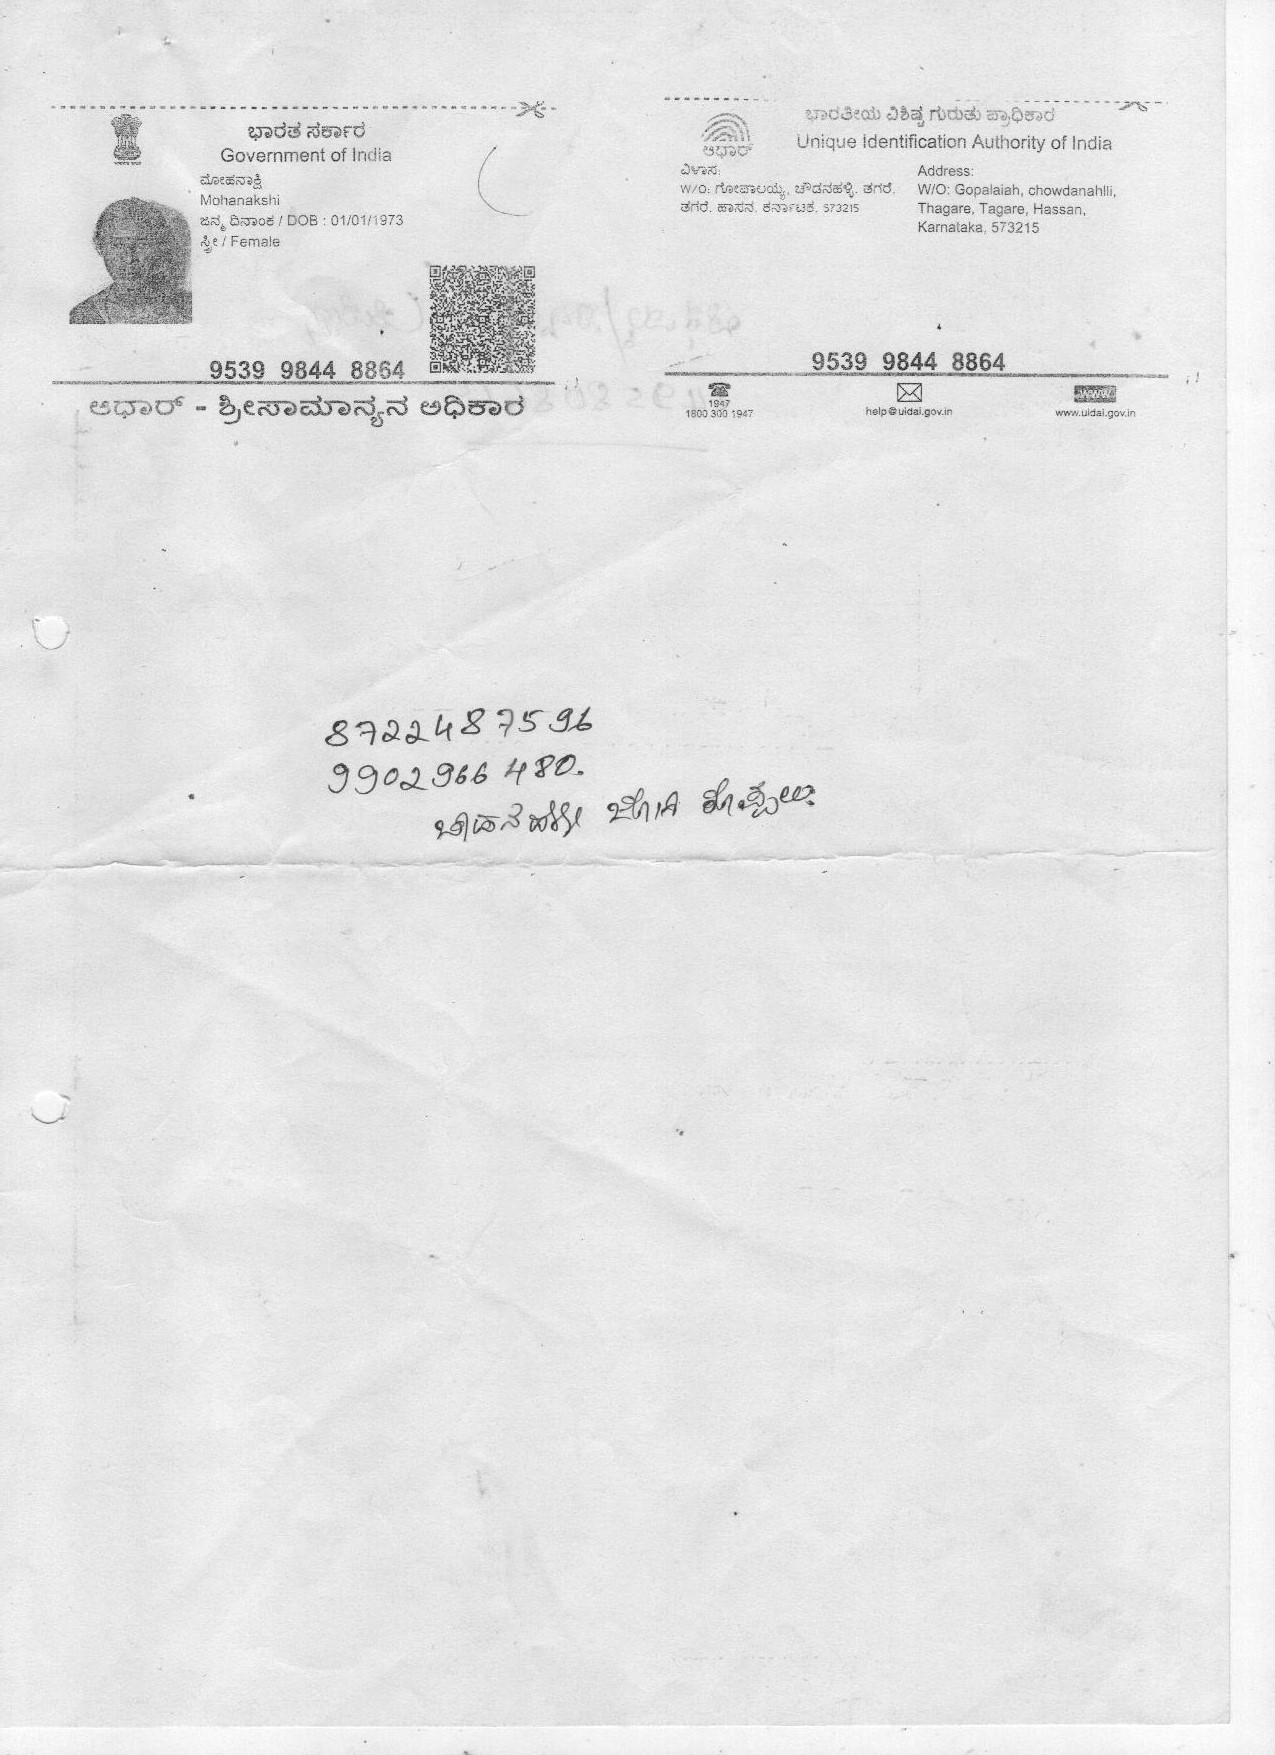 ಭಾರತ ಸರ್ಕಾರ
Government of India
ಮೋಹನಾಕ್ಷಿ
Mohanakshi
ಜನ್ಮ ದಿನಾಂಕ / DOB : 01/01/1973
ಸ್ತ್ರೀ / Female
9539 9844 8864
ಆಧಾರ್ - ಶ್ರೀಸಾಮಾನ್ಯನ ಅಧಿಕಾರ
ಭಾರತೀಯ ವಿಶಿಷ್ಟ ಗುರುತು ಪ್ರಾಧಿಕಾರ
Unique Identification Authority of India
ಆಧಾರ್
ವಿಳಾಸ:
W/O: ಗೋಪಾಲಯ್ಯ, ಚೌಡನಹಳ್ಳಿ, ತಗರೆ,
ತಗರೆ, ಹಾಸನ, ಕರ್ನಾಟಕ, 573215
Address:
W/O: Gopalaiah, chowdanahlli,
Thagare, Tagare, Hassan,
Karnataka, 573215
9539 9844 8864
1947
1800 300 1947
help@uidai.gov.in
www
www.uidai.gov.in
8722487596
9902966480.